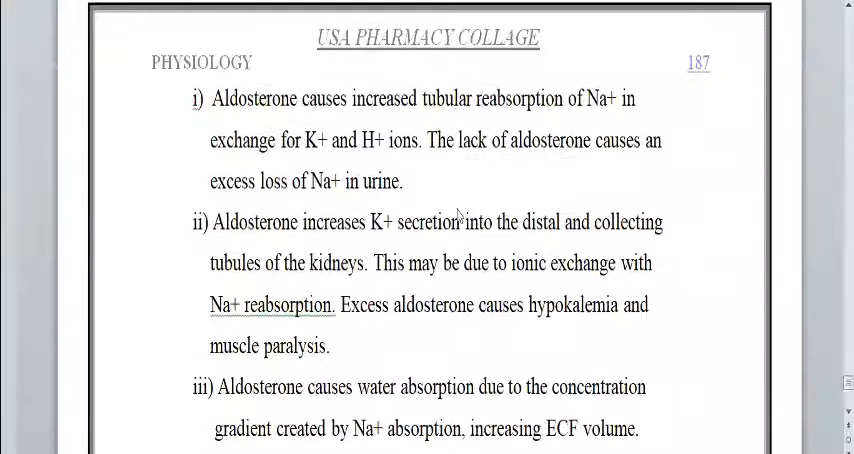 USA PHARMACY COLLAGE
PHYSIOLOGY 187
i) Aldosterone causes increased tubular reabsorption of Na+ in
exchange for K+ and H+ ions. The lack of aldosterone causes an
excess loss of Na+ in urine.
ii) Aldosterone increases K+ secretion into the distal and collecting
tubules of the kidneys. This may be due to ionic exchange with
Na+ reabsorption. Excess aldosterone causes hypokalemia and
muscle paralysis.
iii) Aldosterone causes water absorption due to the concentration
gradient created by Na+ absorption, increasing ECF volume.